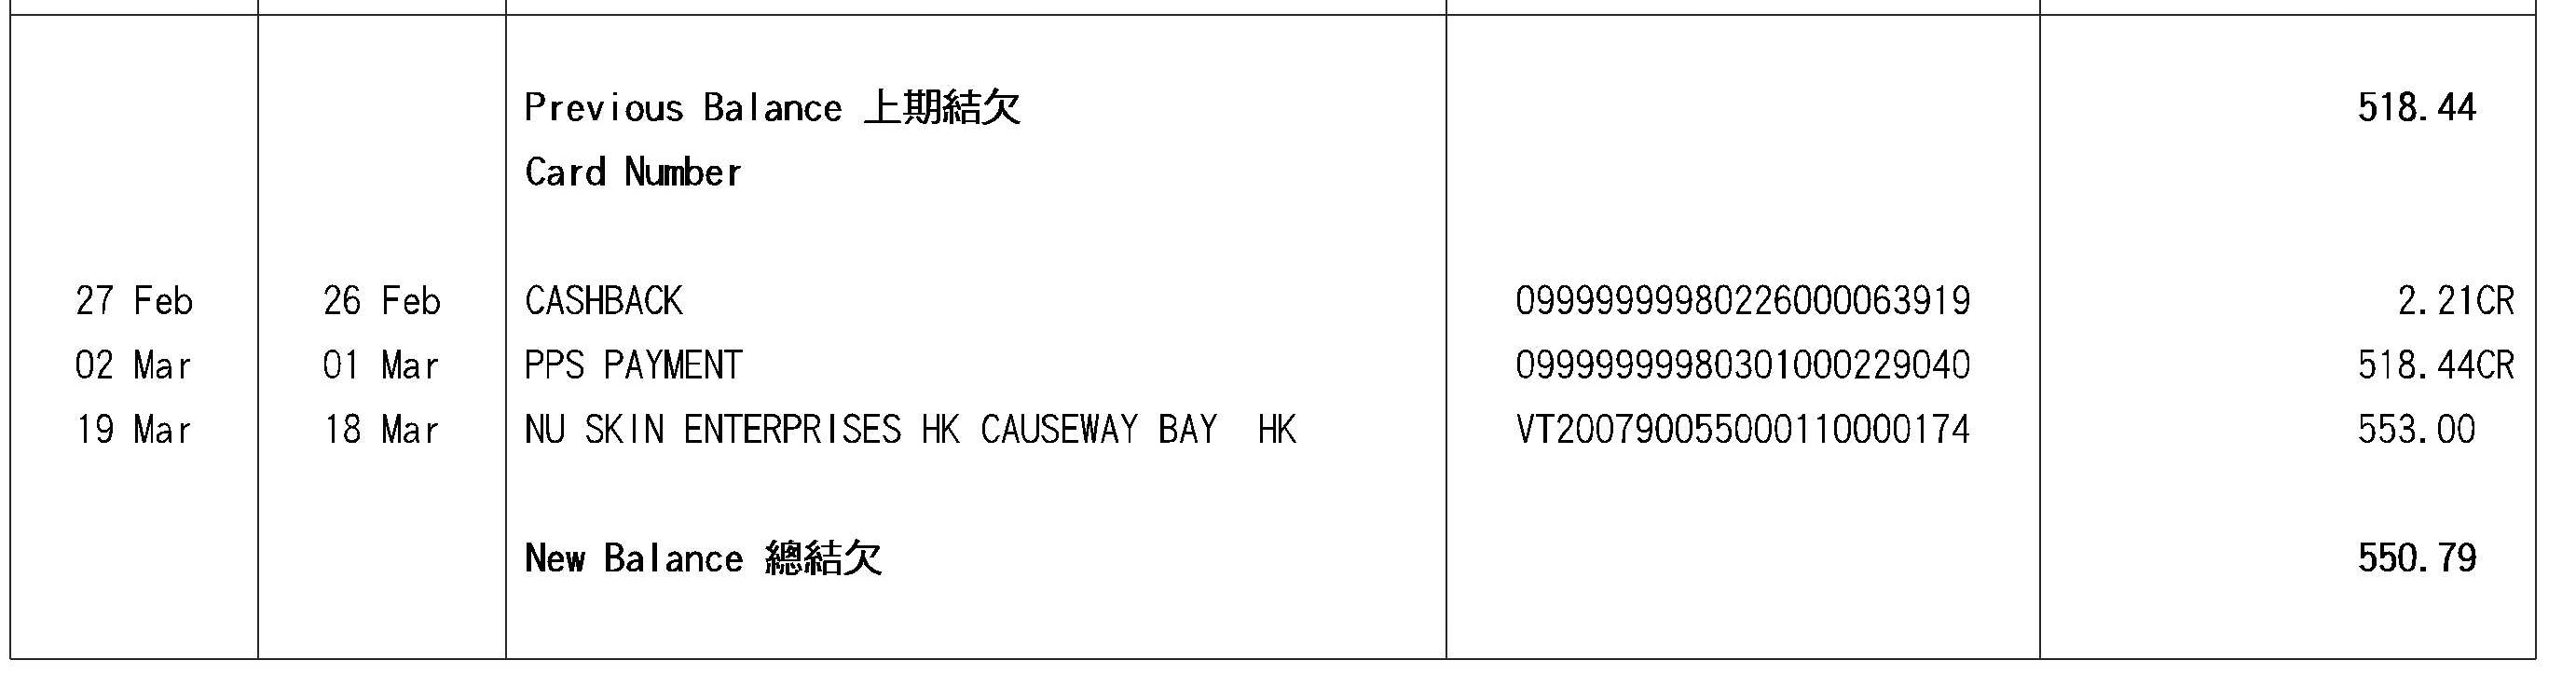 Previous Balance 上期結欠 518.44
Card Number
27 Feb 26 Feb CASHBACK 09999999980226000063919 2.21CR
02 Mar 01 Mar PPS PAYMENT 09999999980301000229040 518.44CR
19 Mar 18 Mar NU SKIN ENTERPRISES HK CAUSEWAY BAY HK VT200790055000110000174 553.00
New Balance 總結欠 550.79